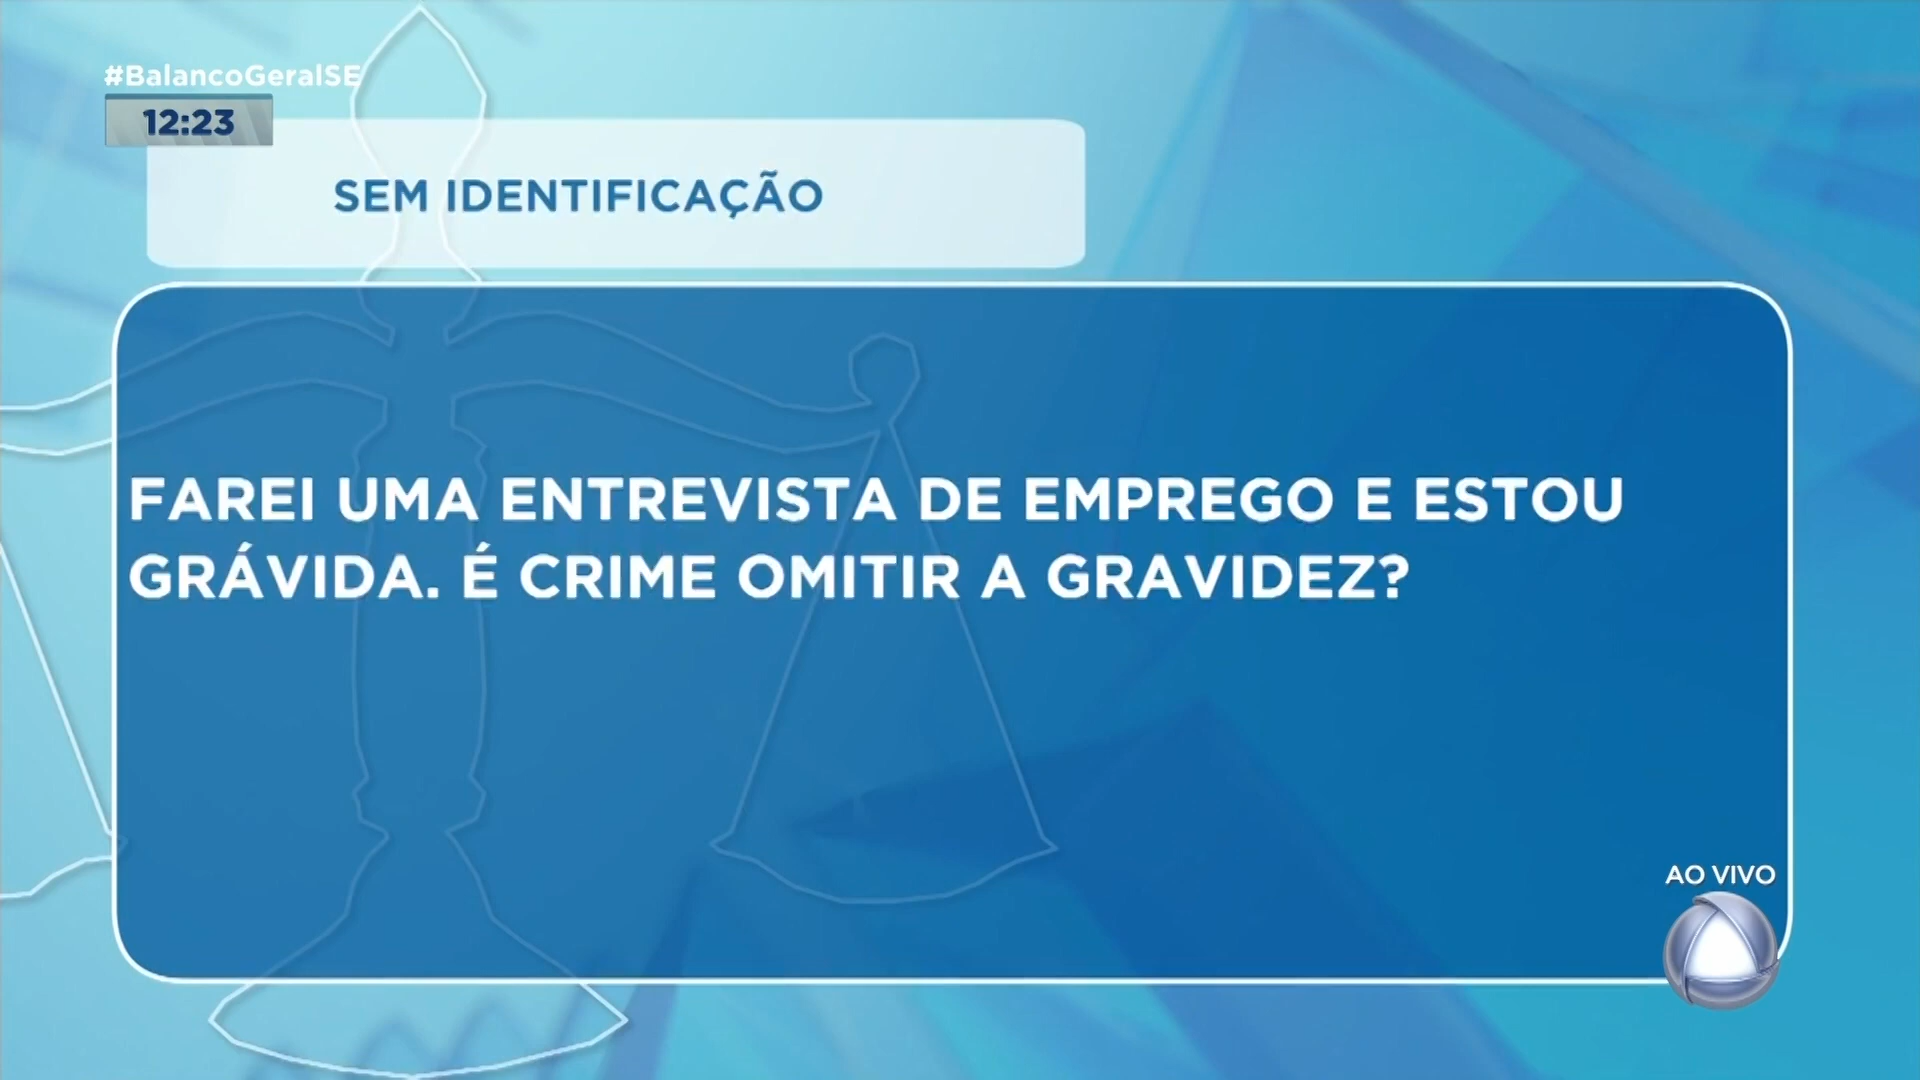 #BalancoGeralSE
12:23
SEM IDENTIFICAÇÃO
FAREI UMA ENTREVISTA DE EMPREGO E ESTOU
GRÁVIDA. É CRIME OMITIR A GRAVIDEZ?
AO VIVO